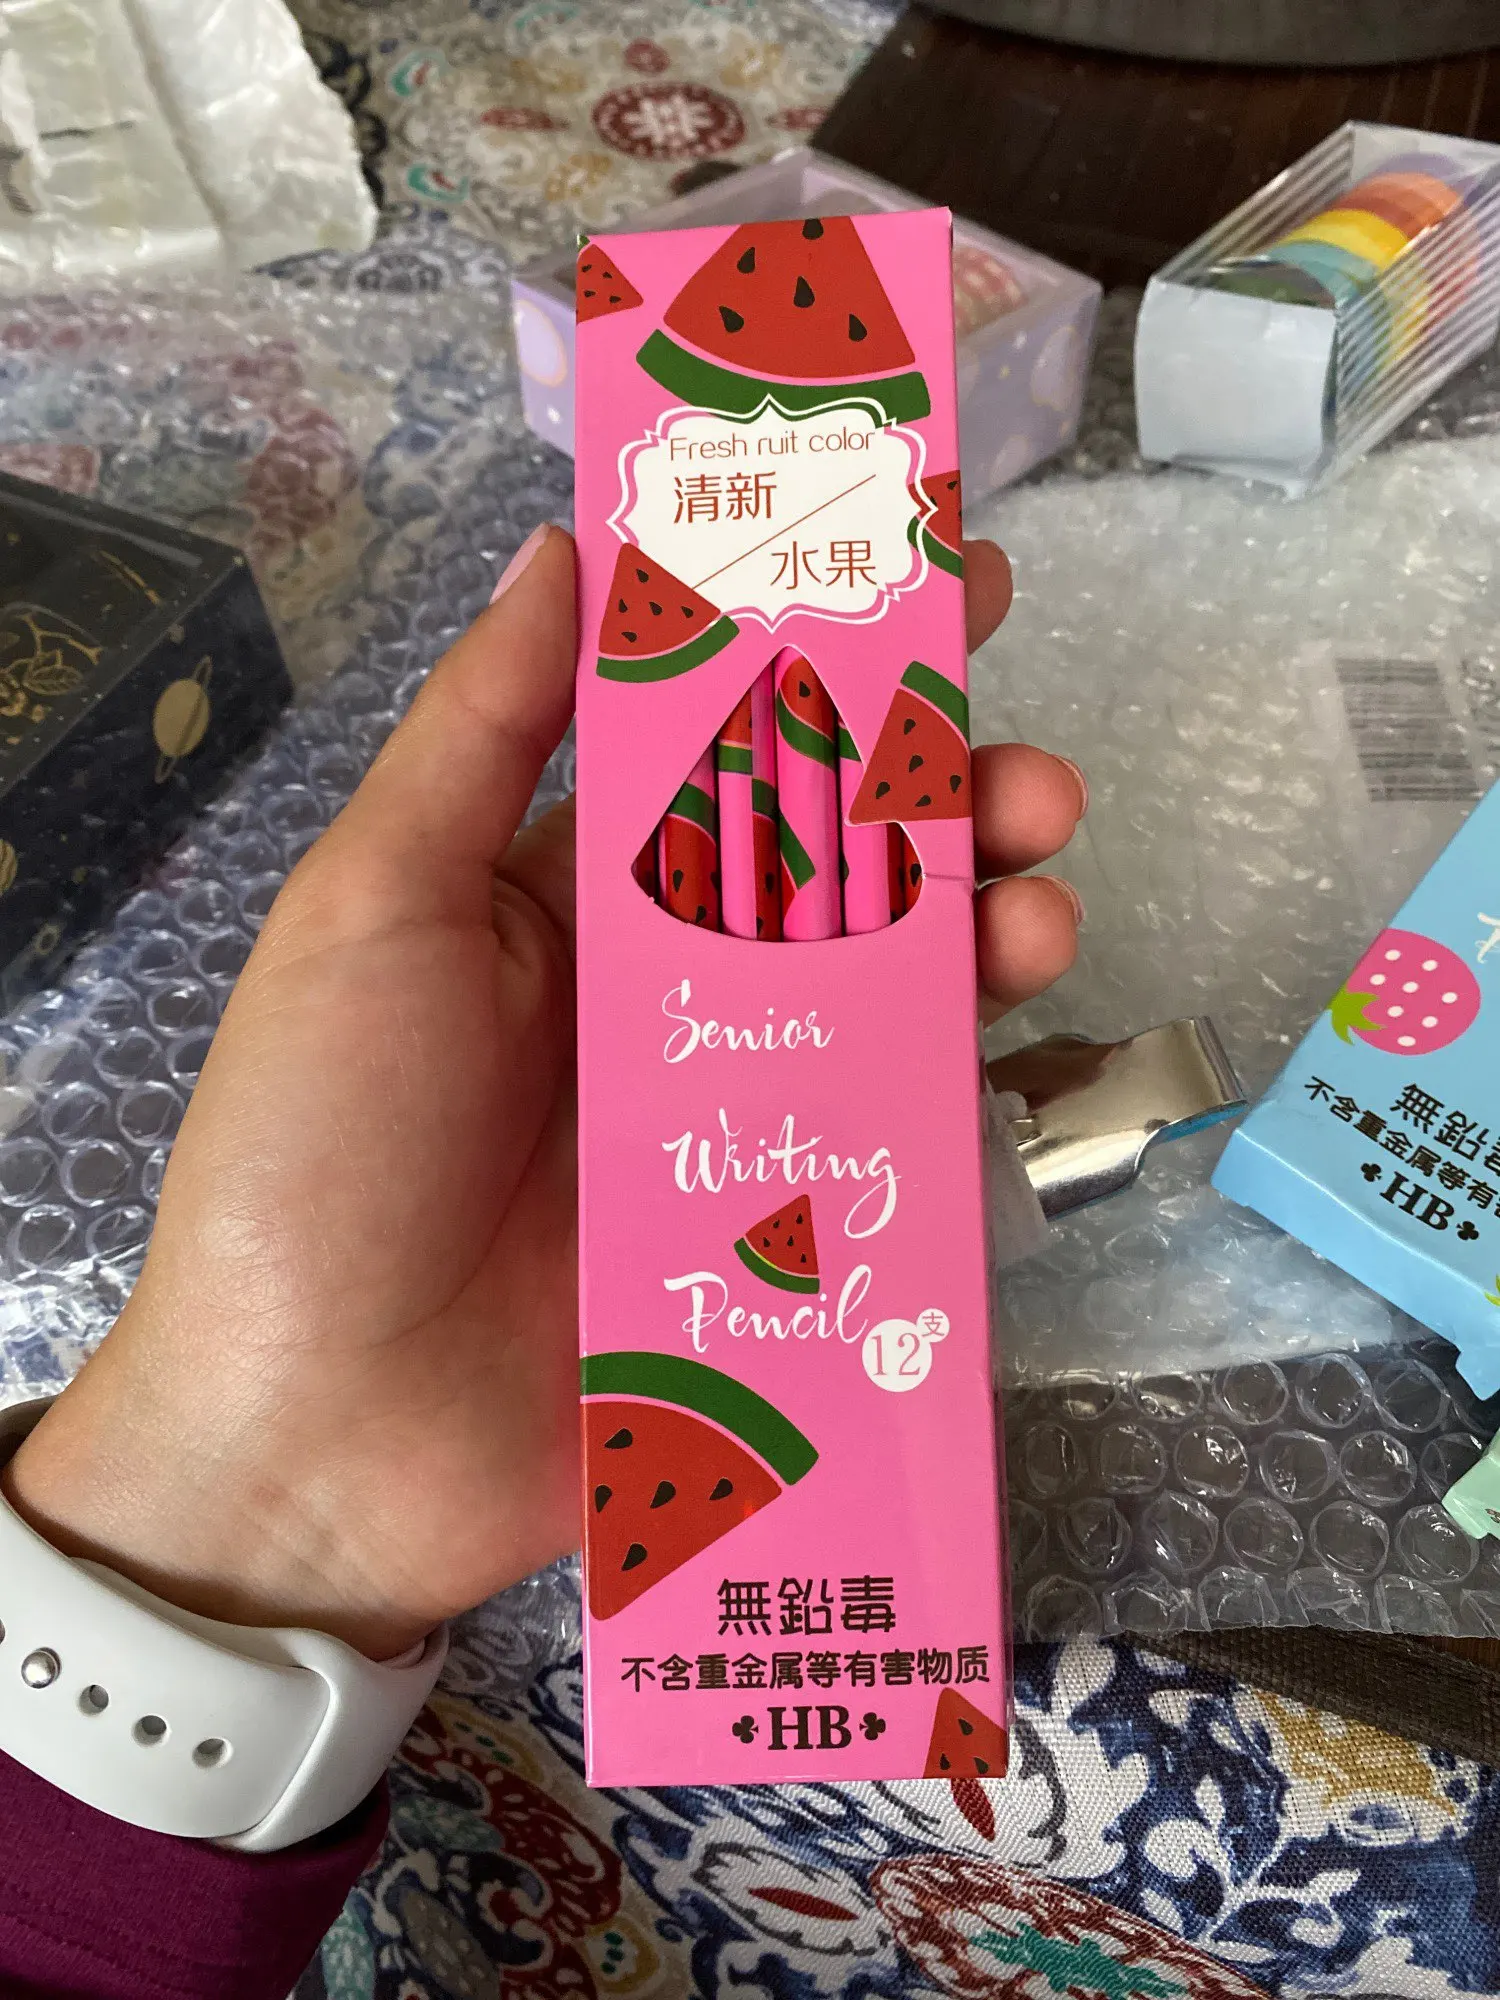 Fresh ruit color
清新
水果
Senior
Writing
Pencil
12支
無鉛毒
不含重金属等有害物质
♣HB♣
無鉛
不含重金属等有
♣HB♣